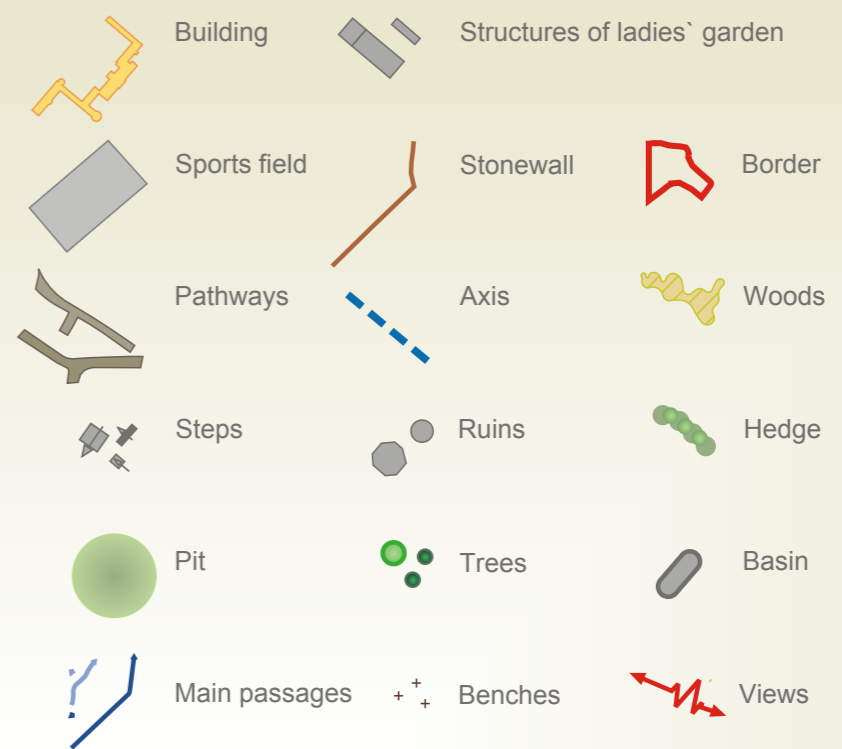 Building
Structures of ladies` garden
Sports field
Stonewall
Border
Pathways
Axis
Woods
Steps
Ruins
Hedge
Pit
Trees
Basin
Main passages
Benches
Views